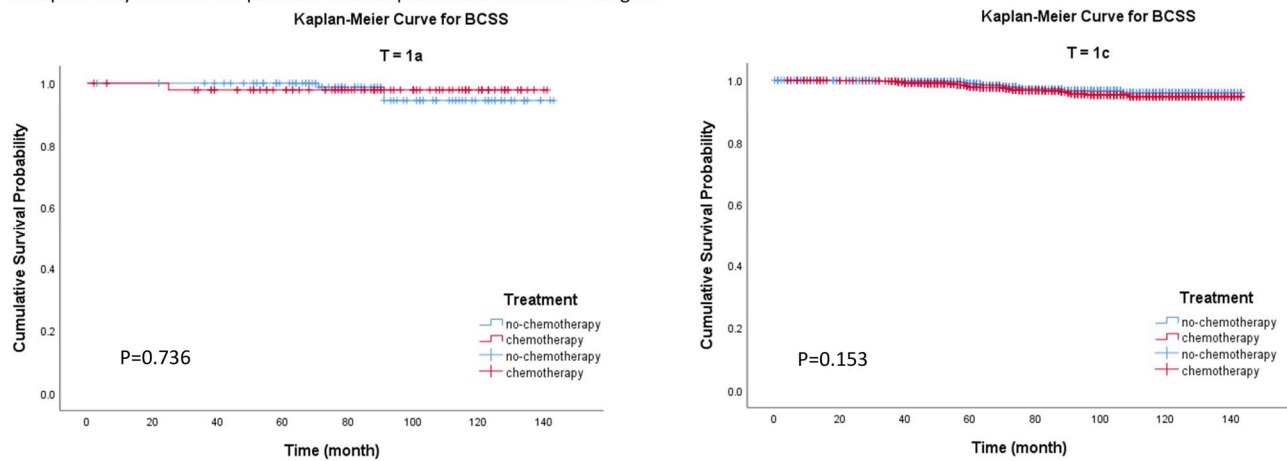 Kaplan-Meier Curve for BCSS
T = 1a
Cumulative Survival Probability
1.0
0.8
0.6
0.4
0.2
0.0
P=0.736
Treatment
no-chemotherapy
chemotherapy
no-chemotherapy
chemotherapy
0 20 40 60 80 100 120 140
Time (month)
Kaplan-Meier Curve for BCSS
T = 1c
Cumulative Survival Probability
1.0
0.8
0.6
0.4
0.2
0.0
P=0.153
Treatment
no-chemotherapy
chemotherapy
no-chemotherapy
chemotherapy
0 20 40 60 80 100 120 140
Time (month)